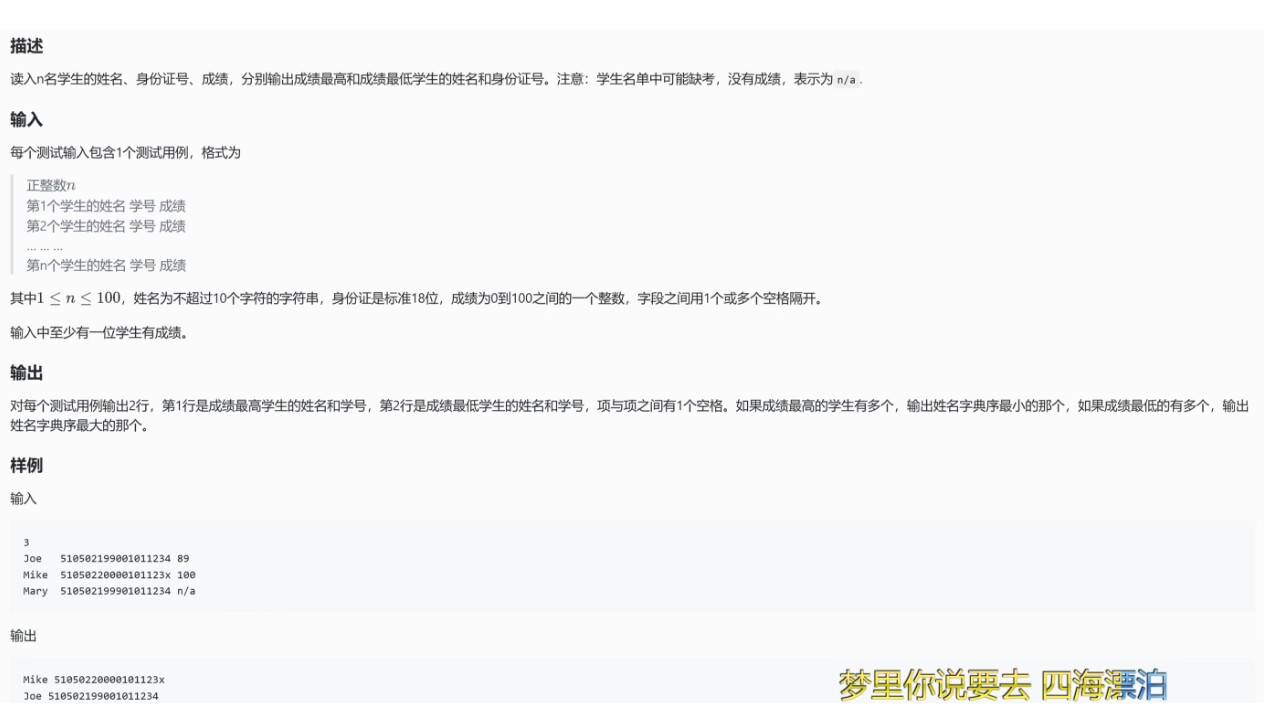 描述
读入n名学生的姓名、身份证号、成绩，分别输出成绩最高和成绩最低学生的姓名和身份证号。注意：学生名单中可能缺考，没有成绩，表示为 n/a .
输入
每个测试输入包含1个测试用例，格式为
正整数n
第1个学生的姓名 学号 成绩
第2个学生的姓名 学号 成绩
... ... ...
第n个学生的姓名 学号 成绩
其中1 ≤ n ≤ 100，姓名为不超过10个字符的字符串，身份证是标准18位，成绩为0到100之间的一个整数，字段之间用1个或多个空格隔开。
输入中至少有一位学生有成绩。
输出
对每个测试用例输出2行，第1行是成绩最高学生的姓名和学号，第2行是成绩最低学生的姓名和学号，项与项之间有1个空格。如果成绩最高的学生有多个，输出姓名字典序最小的那个，如果成绩最低的有多个，输出
姓名字典序最大的那个。
样例
输入
3
Joe   510502199001011234 89
Mike  51050220000101123x 100
Mary  510502199901011234 n/a
输出
Mike 51050220000101123x
Joe 510502199001011234
梦里你说要去 四海漂泊